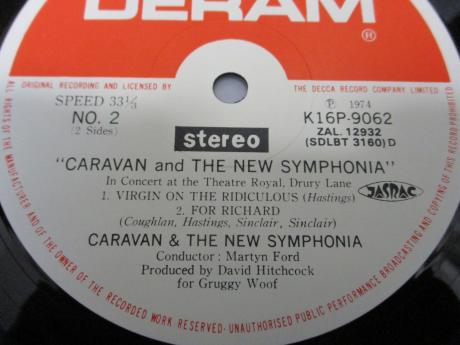 DERAM
®
ORIGINAL RECORDING AND LICENSED BY
THE DECCA RECORD COMPANY LIMITED
SPEED 33⅓
NO. 2
(2 Sides)
stereo
℗ 1974
K16P-9062
ZAL. 12932
(SDLBT 3160) D
"CARAVAN and THE NEW SYMPHONIA"
In Concert at the Theatre Royal, Drury Lane
1. VIRGIN ON THE RIDICULOUS (Hastings)
2. FOR RICHARD
(Coughlan, Hastings, Sinclair, Sinclair)
JASRAC
CARAVAN & THE NEW SYMPHONIA
Conductor : Martyn Ford
Produced by David Hitchcock
for Gruggy Woof
ALL RIGHTS OF THE MANUFACTURER AND OF THE OWNER OF THE RECORDED WORK RESERVED·UNAUTHORISED PUBLIC PERFORMANCE BROADCASTING AND COPYING OF THIS RECORD PROHIBITED